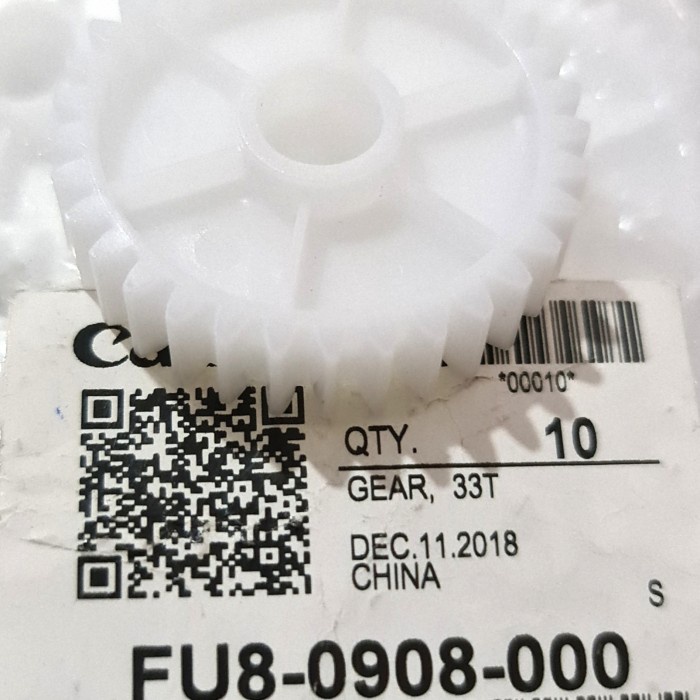 *00010*
QTY. 10
GEAR, 33T
DEC.11.2018
CHINA
S
FU8-0908-000